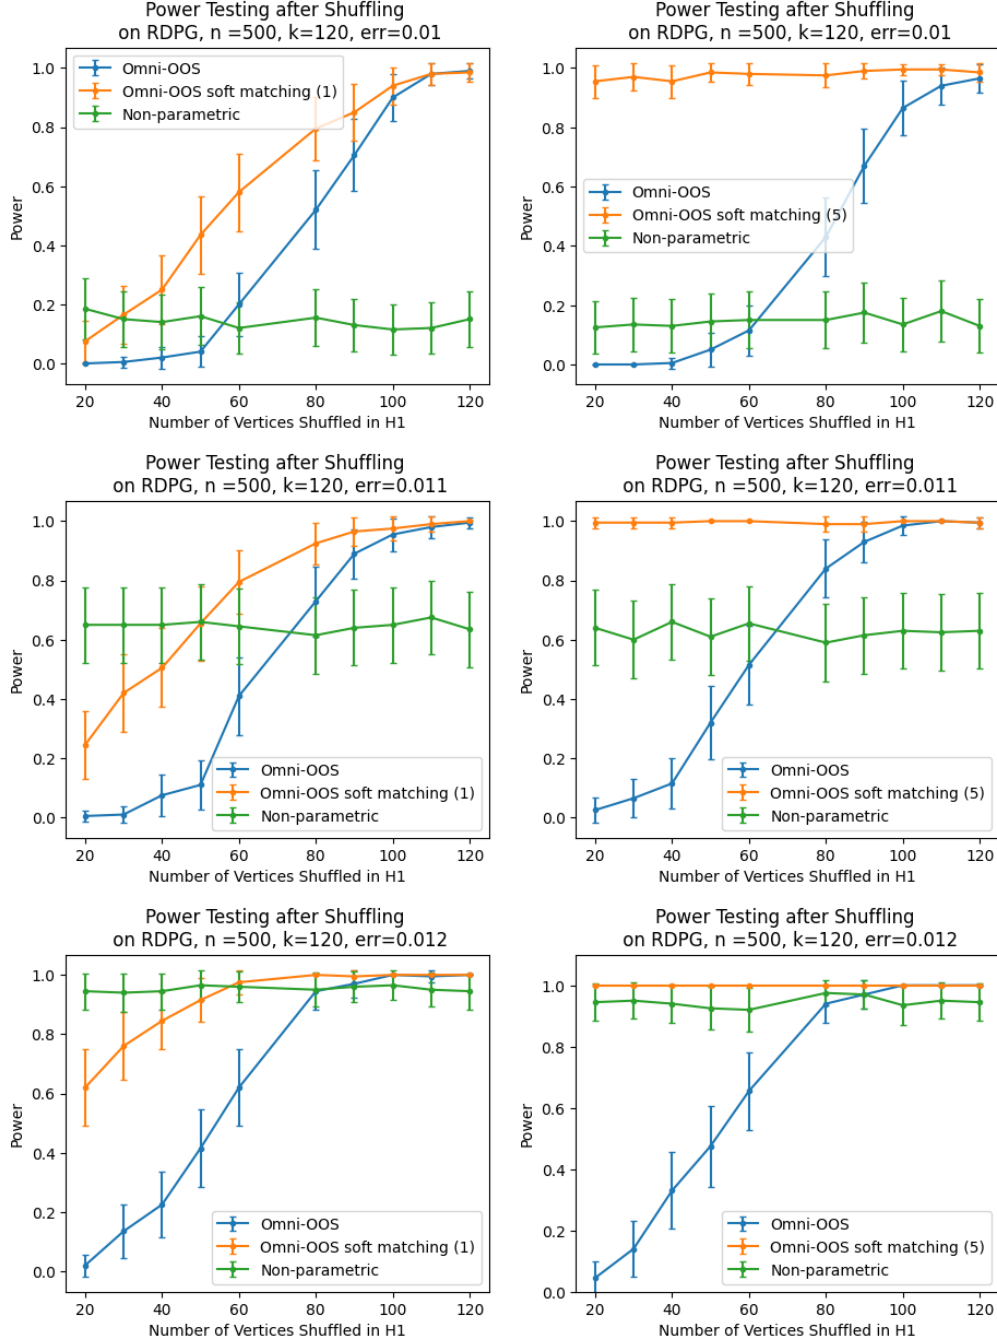 Power Testing after Shuffling
on RDPG, n =500, k=120, err=0.01
1.0
0.8
0.6
0.4
0.2
0.0
Power
Omni-OOS
Omni-OOS soft matching (1)
Non-parametric
20 40 60 80 100 120
Number of Vertices Shuffled in H1
Power Testing after Shuffling
on RDPG, n =500, k=120, err=0.01
1.0
0.8
0.6
0.4
0.2
0.0
Power
Omni-OOS
Omni-OOS soft matching (5)
Non-parametric
20 40 60 80 100 120
Number of Vertices Shuffled in H1
Power Testing after Shuffling
on RDPG, n =500, k=120, err=0.011
1.0
0.8
0.6
0.4
0.2
0.0
Power
Omni-OOS
Omni-OOS soft matching (1)
Non-parametric
20 40 60 80 100 120
Number of Vertices Shuffled in H1
Power Testing after Shuffling
on RDPG, n =500, k=120, err=0.011
1.0
0.8
0.6
0.4
0.2
0.0
Power
Omni-OOS
Omni-OOS soft matching (5)
Non-parametric
20 40 60 80 100 120
Number of Vertices Shuffled in H1
Power Testing after Shuffling
on RDPG, n =500, k=120, err=0.012
1.0
0.8
0.6
0.4
0.2
0.0
Power
Omni-OOS
Omni-OOS soft matching (1)
Non-parametric
20 40 60 80 100 120
Number of Vertices Shuffled in H1
Power Testing after Shuffling
on RDPG, n =500, k=120, err=0.012
1.0
0.8
0.6
0.4
0.2
0.0
Power
Omni-OOS
Omni-OOS soft matching (5)
Non-parametric
20 40 60 80 100 120
Number of Vertices Shuffled in H1